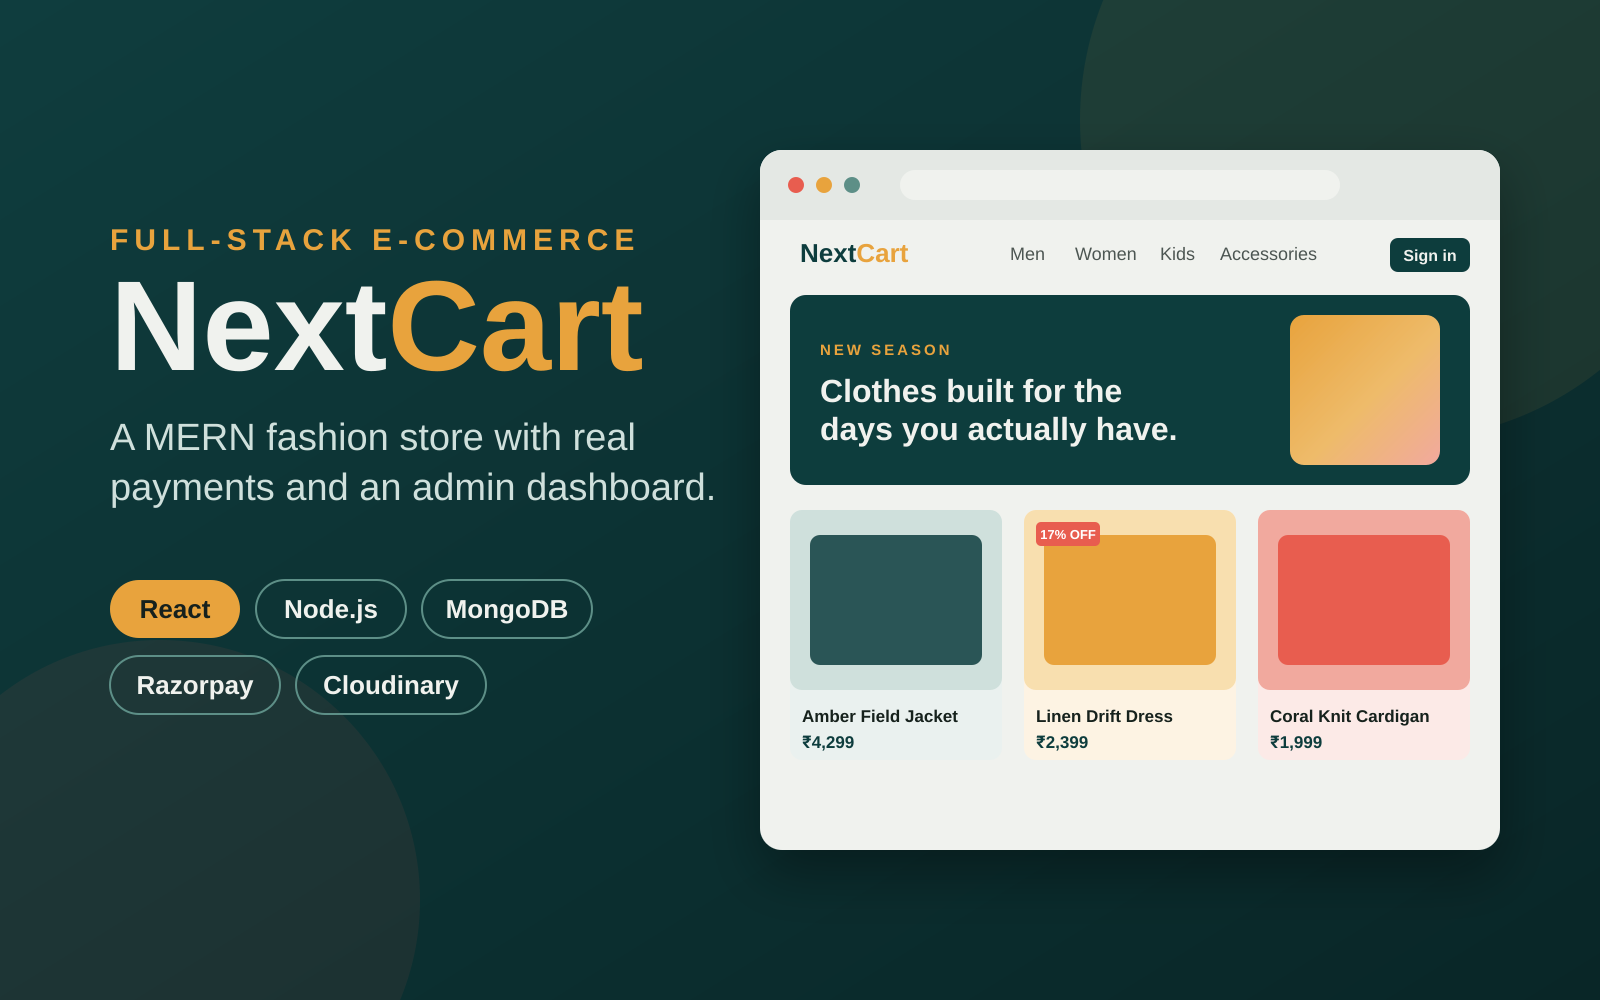 FULL-STACK E-COMMERCE
NextCart
A MERN fashion store with real
payments and an admin dashboard.
React Node.js MongoDB
Razorpay Cloudinary
NextCart Men Women Kids Accessories Sign in
NEW SEASON
Clothes built for the
days you actually have.
17% OFF
Amber Field Jacket Linen Drift Dress Coral Knit Cardigan
₹4,299 ₹2,399 ₹1,999